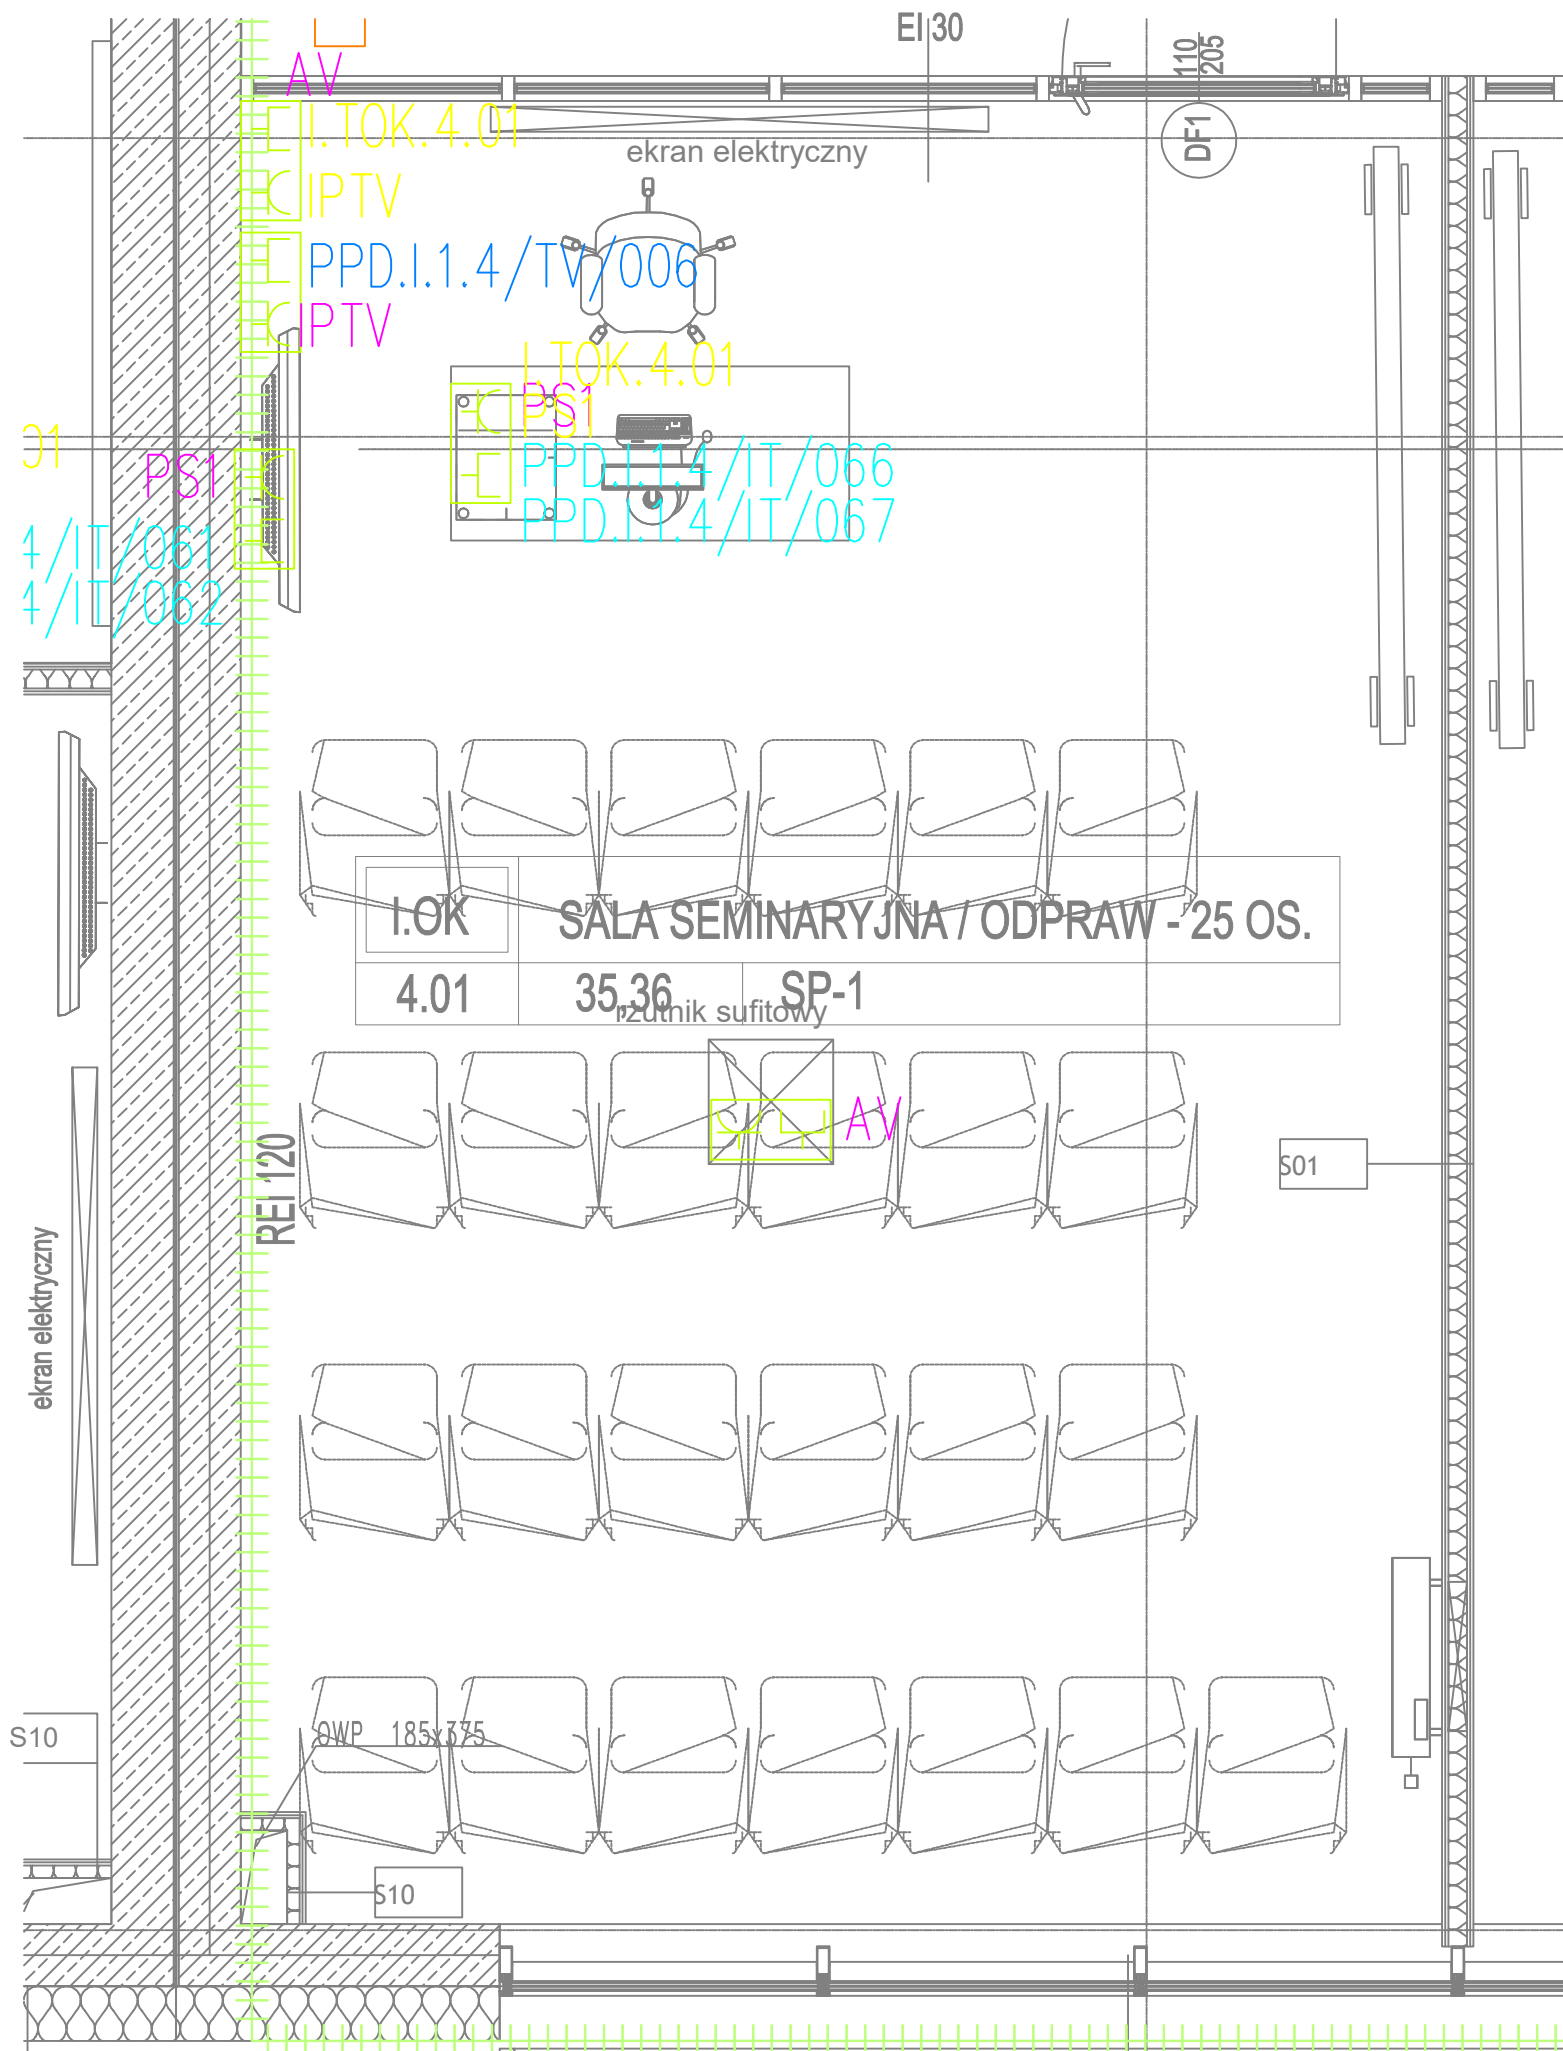 EI 30
110
205
DF1
AV
I.TOK.4.01
IPTV
ekran elektryczny
PPD.I.1.4/TV/006
IPTV
I.TOK.4.01
PS1
PS1
PPD.I.1.4/IT/066
PPD.I.1.4/IT/067
01
PS1
4/IT/061
4/IT/062
I.OK
SALA SEMINARYJNA / ODPRAW - 25 OS.
4.01
35,36
SP-1
rzutnik sufitowy
AV
REI 120
S01
ekran elektryczny
S10
OWP 185x375
S10